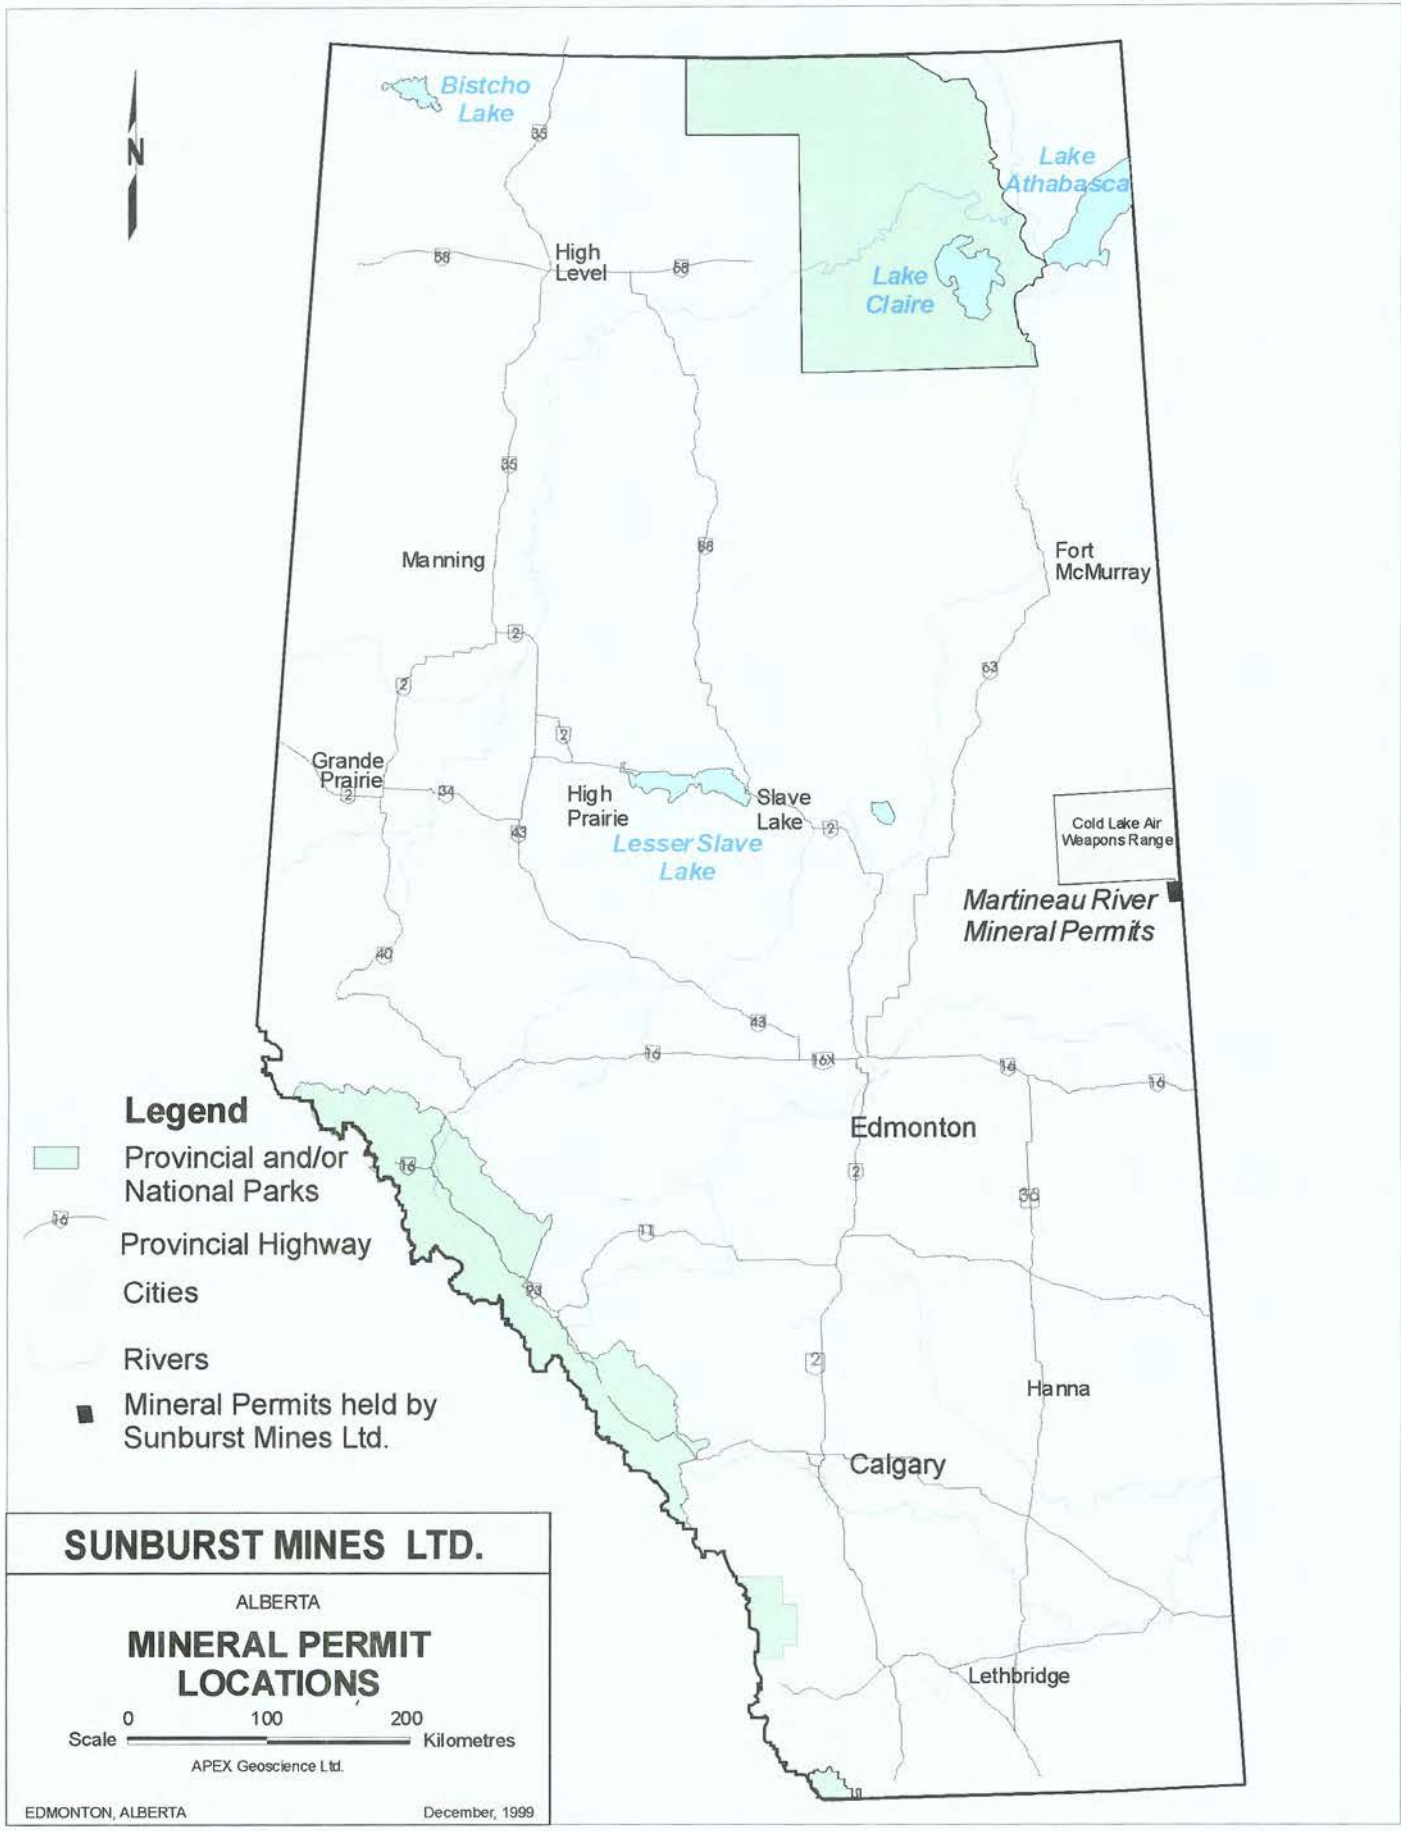 Bistcho
Lake
35
N
Lake
Athabasca
58
High
Level
58
Lake
Claire
35
Manning
88
Fort
McMurray
2
63
2
2
Grande
Prairie
2
34
High
Prairie
Slave
Lake
2
43
Lesser Slave
Lake
Cold Lake Air
Weapons Range
Martineau River
Mineral Permits
40
43
16
16X
16
16
Legend
Provincial and/or
National Parks
16
Provincial Highway
Cities
Rivers
Mineral Permits held by
Sunburst Mines Ltd.
16
Edmonton
2
36
11
93
2
Hanna
Calgary
Lethbridge
SUNBURST MINES LTD.
ALBERTA
MINERAL PERMIT
LOCATIONS
0 100 200
Scale Kilometres
APEX Geoscience Ltd.
EDMONTON, ALBERTA December, 1999